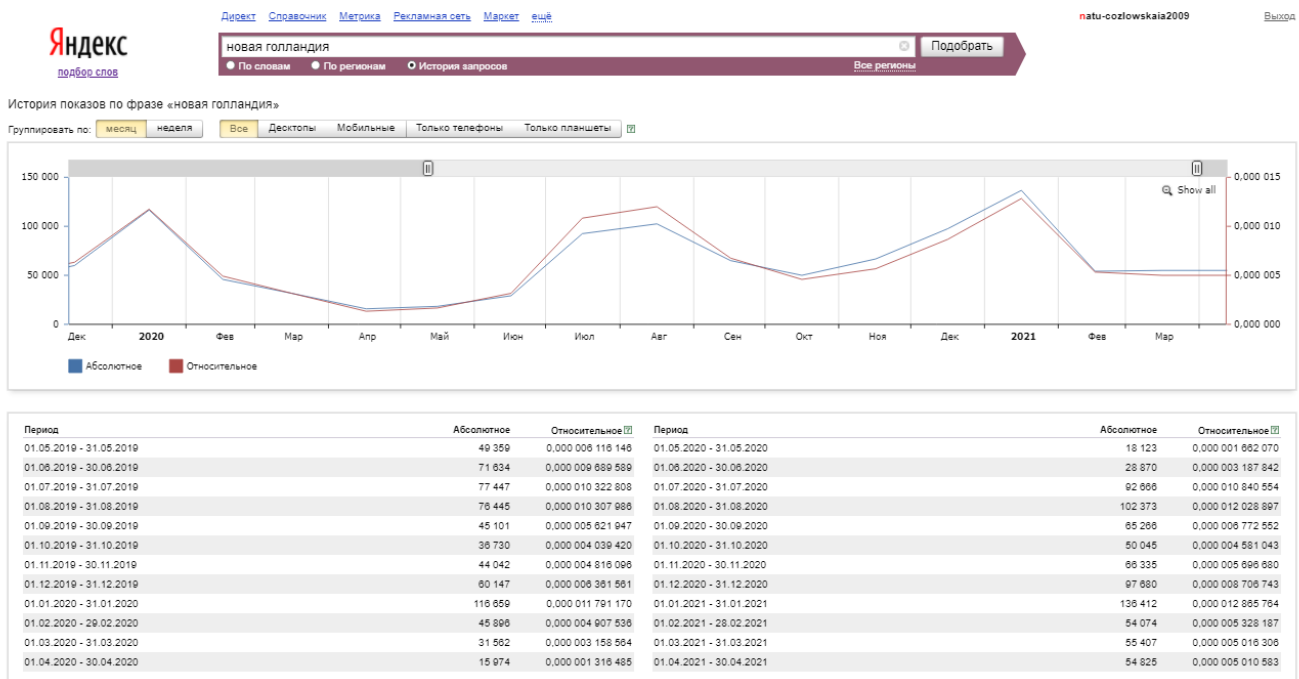 Директ Справочник Метрика Рекламная сеть Маркет ещё natu-cozlowskaia2009 Выход
Яндекс
подбор слов
новая голландия Подобрать
По словам По регионам История запросов Все регионы
История показов по фразе «новая голландия»
Группировать по: месяц неделя Все Десктопы Мобильные Только телефоны Только планшеты ?
150 000 0,000 015
Show all
100 000 0,000 010
50 000 0,000 005
0 0,000 000
Дек 2020 Фев Мар Апр Май Июн Июл Авг Сен Окт Ноя Дек 2021 Фев Мар
Абсолютное Относительное
Период Абсолютное Относительное ? Период Абсолютное Относительное ?
01.05.2019 - 31.05.2019 49 359 0,000 006 116 146 01.05.2020 - 31.05.2020 18 123 0,000 001 662 070
01.06.2019 - 30.06.2019 71 634 0,000 009 689 589 01.06.2020 - 30.06.2020 28 870 0,000 003 187 842
01.07.2019 - 31.07.2019 77 447 0,000 010 322 808 01.07.2020 - 31.07.2020 92 666 0,000 010 840 554
01.08.2019 - 31.08.2019 76 445 0,000 010 307 986 01.08.2020 - 31.08.2020 102 373 0,000 012 028 897
01.09.2019 - 30.09.2019 45 101 0,000 005 621 947 01.09.2020 - 30.09.2020 65 266 0,000 006 772 552
01.10.2019 - 31.10.2019 36 730 0,000 004 039 420 01.10.2020 - 31.10.2020 50 045 0,000 004 581 043
01.11.2019 - 30.11.2019 44 042 0,000 004 816 096 01.11.2020 - 30.11.2020 66 335 0,000 005 696 680
01.12.2019 - 31.12.2019 60 147 0,000 006 361 561 01.12.2020 - 31.12.2020 97 680 0,000 008 706 743
01.01.2020 - 31.01.2020 116 659 0,000 011 791 170 01.01.2021 - 31.01.2021 136 412 0,000 012 865 764
01.02.2020 - 29.02.2020 45 896 0,000 004 907 536 01.02.2021 - 28.02.2021 54 074 0,000 005 328 187
01.03.2020 - 31.03.2020 31 562 0,000 003 158 564 01.03.2021 - 31.03.2021 55 407 0,000 005 016 306
01.04.2020 - 30.04.2020 15 974 0,000 001 316 485 01.04.2021 - 30.04.2021 54 825 0,000 005 010 583